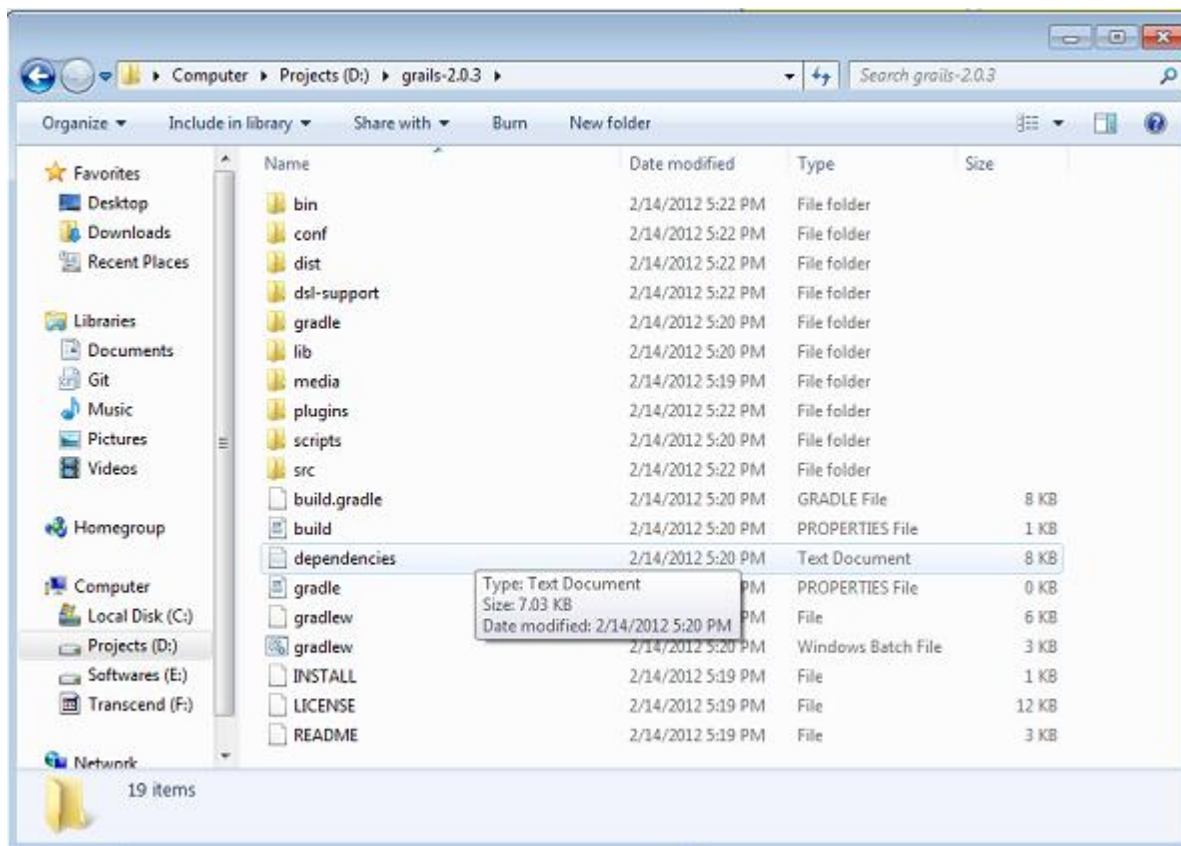 Computer ▸ Projects (D:) ▸ grails-2.0.3 ▸ Search grails-2.0.3
Organize Include in library Share with Burn New folder
Favorites
Desktop
Downloads
Recent Places
Libraries
Documents
Git
Music
Pictures
Videos
Homegroup
Computer
Local Disk (C:)
Projects (D:)
Softwares (E:)
Transcend (F:)
Network
Name Date modified Type Size
bin 2/14/2012 5:22 PM File folder
conf 2/14/2012 5:22 PM File folder
dist 2/14/2012 5:22 PM File folder
dsl-support 2/14/2012 5:22 PM File folder
gradle 2/14/2012 5:20 PM File folder
lib 2/14/2012 5:20 PM File folder
media 2/14/2012 5:19 PM File folder
plugins 2/14/2012 5:22 PM File folder
scripts 2/14/2012 5:20 PM File folder
src 2/14/2012 5:22 PM File folder
build.gradle 2/14/2012 5:20 PM GRADLE File 8 KB
build 2/14/2012 5:20 PM PROPERTIES File 1 KB
dependencies 2/14/2012 5:20 PM Text Document 8 KB
gradle PM PROPERTIES File 0 KB
gradlew PM File 6 KB
gradlew 2/14/2012 5:20 PM Windows Batch File 3 KB
INSTALL 2/14/2012 5:19 PM File 1 KB
LICENSE 2/14/2012 5:19 PM File 12 KB
README 2/14/2012 5:19 PM File 3 KB
Type: Text Document
Size: 7.03 KB
Date modified: 2/14/2012 5:20 PM
19 items